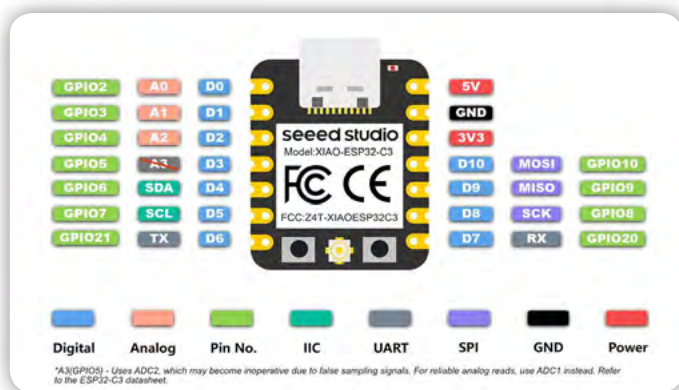 GPIO2 A0 D0 5V
GPIO3 A1 D1 GND
GPIO4 A2 D2 3V3
seeed studio
Model:XIAO-ESP32-C3
GPIO5 A3 D3 D10 MOSI GPIO10
GPIO6 SDA D4 D9 MISO GPIO9
FC CE
GPIO7 SCL D5 D8 SCK GPIO8
FCC:Z4T-XIAOESP32C3
GPIO21 TX D6 D7 RX GPIO20
Digital Analog Pin No. IIC UART SPI GND Power
*A3(GPIO5) - Uses ADC2, which may become inoperative due to false sampling signals. For reliable analog reads, use ADC1 instead. Refer
to the ESP32-C3 datasheet.